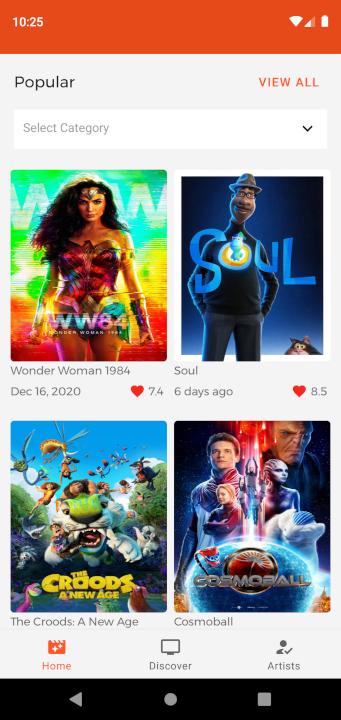 10:25
Popular
VIEW ALL
Select Category
WW84
WONDER WOMAN 1984
SOUL
Wonder Woman 1984
Soul
Dec 16, 2020
7.4
6 days ago
8.5
THE
CROODS
A NEW AGE
COSMOBALL
The Croods: A New Age
Cosmoball
Home
Discover
Artists